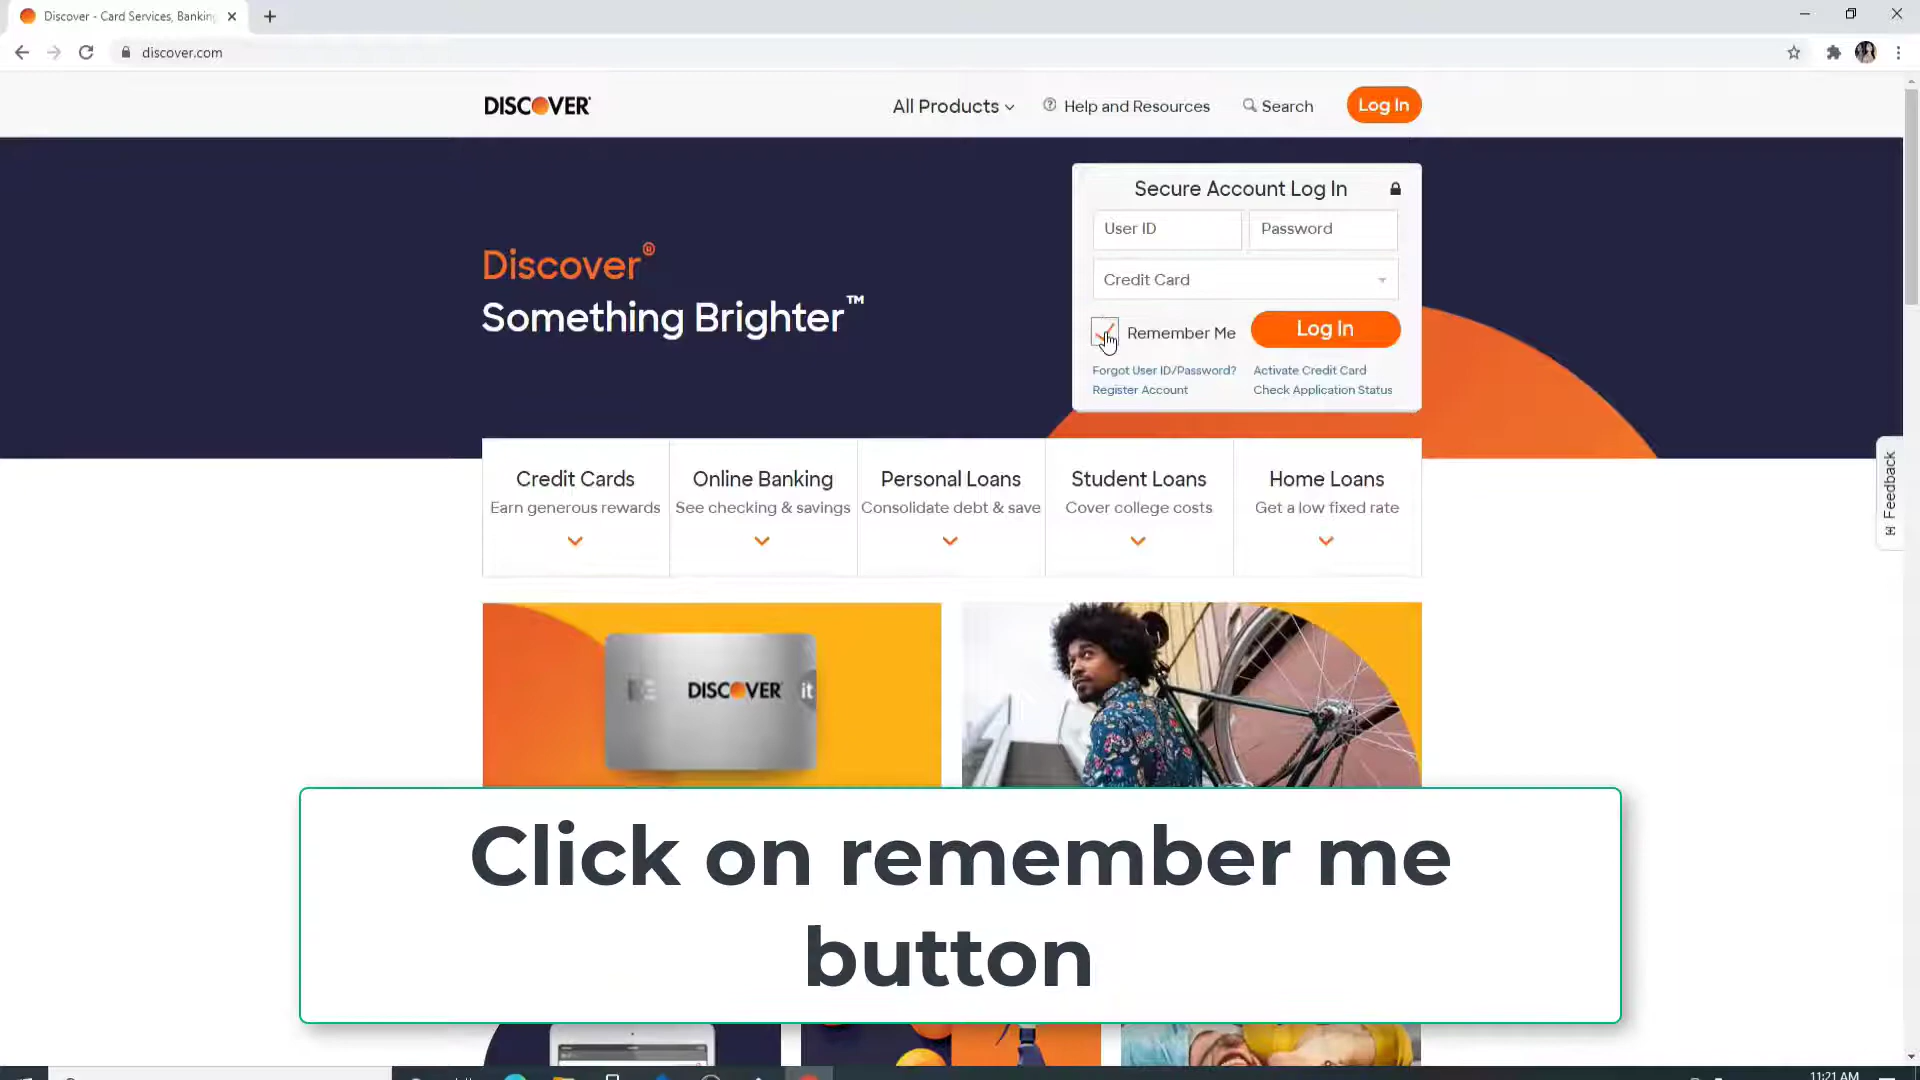 Discover - Card Services, Banking
discover.com
DISCOVER
All Products
Help and Resources
Search
Log In
Secure Account Log In
User ID
Password
Credit Card
Remember Me
Log In
Forgot User ID/Password?
Activate Credit Card
Register Account
Check Application Status
Discover®
Something Brighter™
Credit Cards
Earn generous rewards
Online Banking
See checking & savings
Personal Loans
Consolidate debt & save
Student Loans
Cover college costs
Home Loans
Get a low fixed rate
Feedback
DISCOVER it
Click on remember me
button
11:21 AM